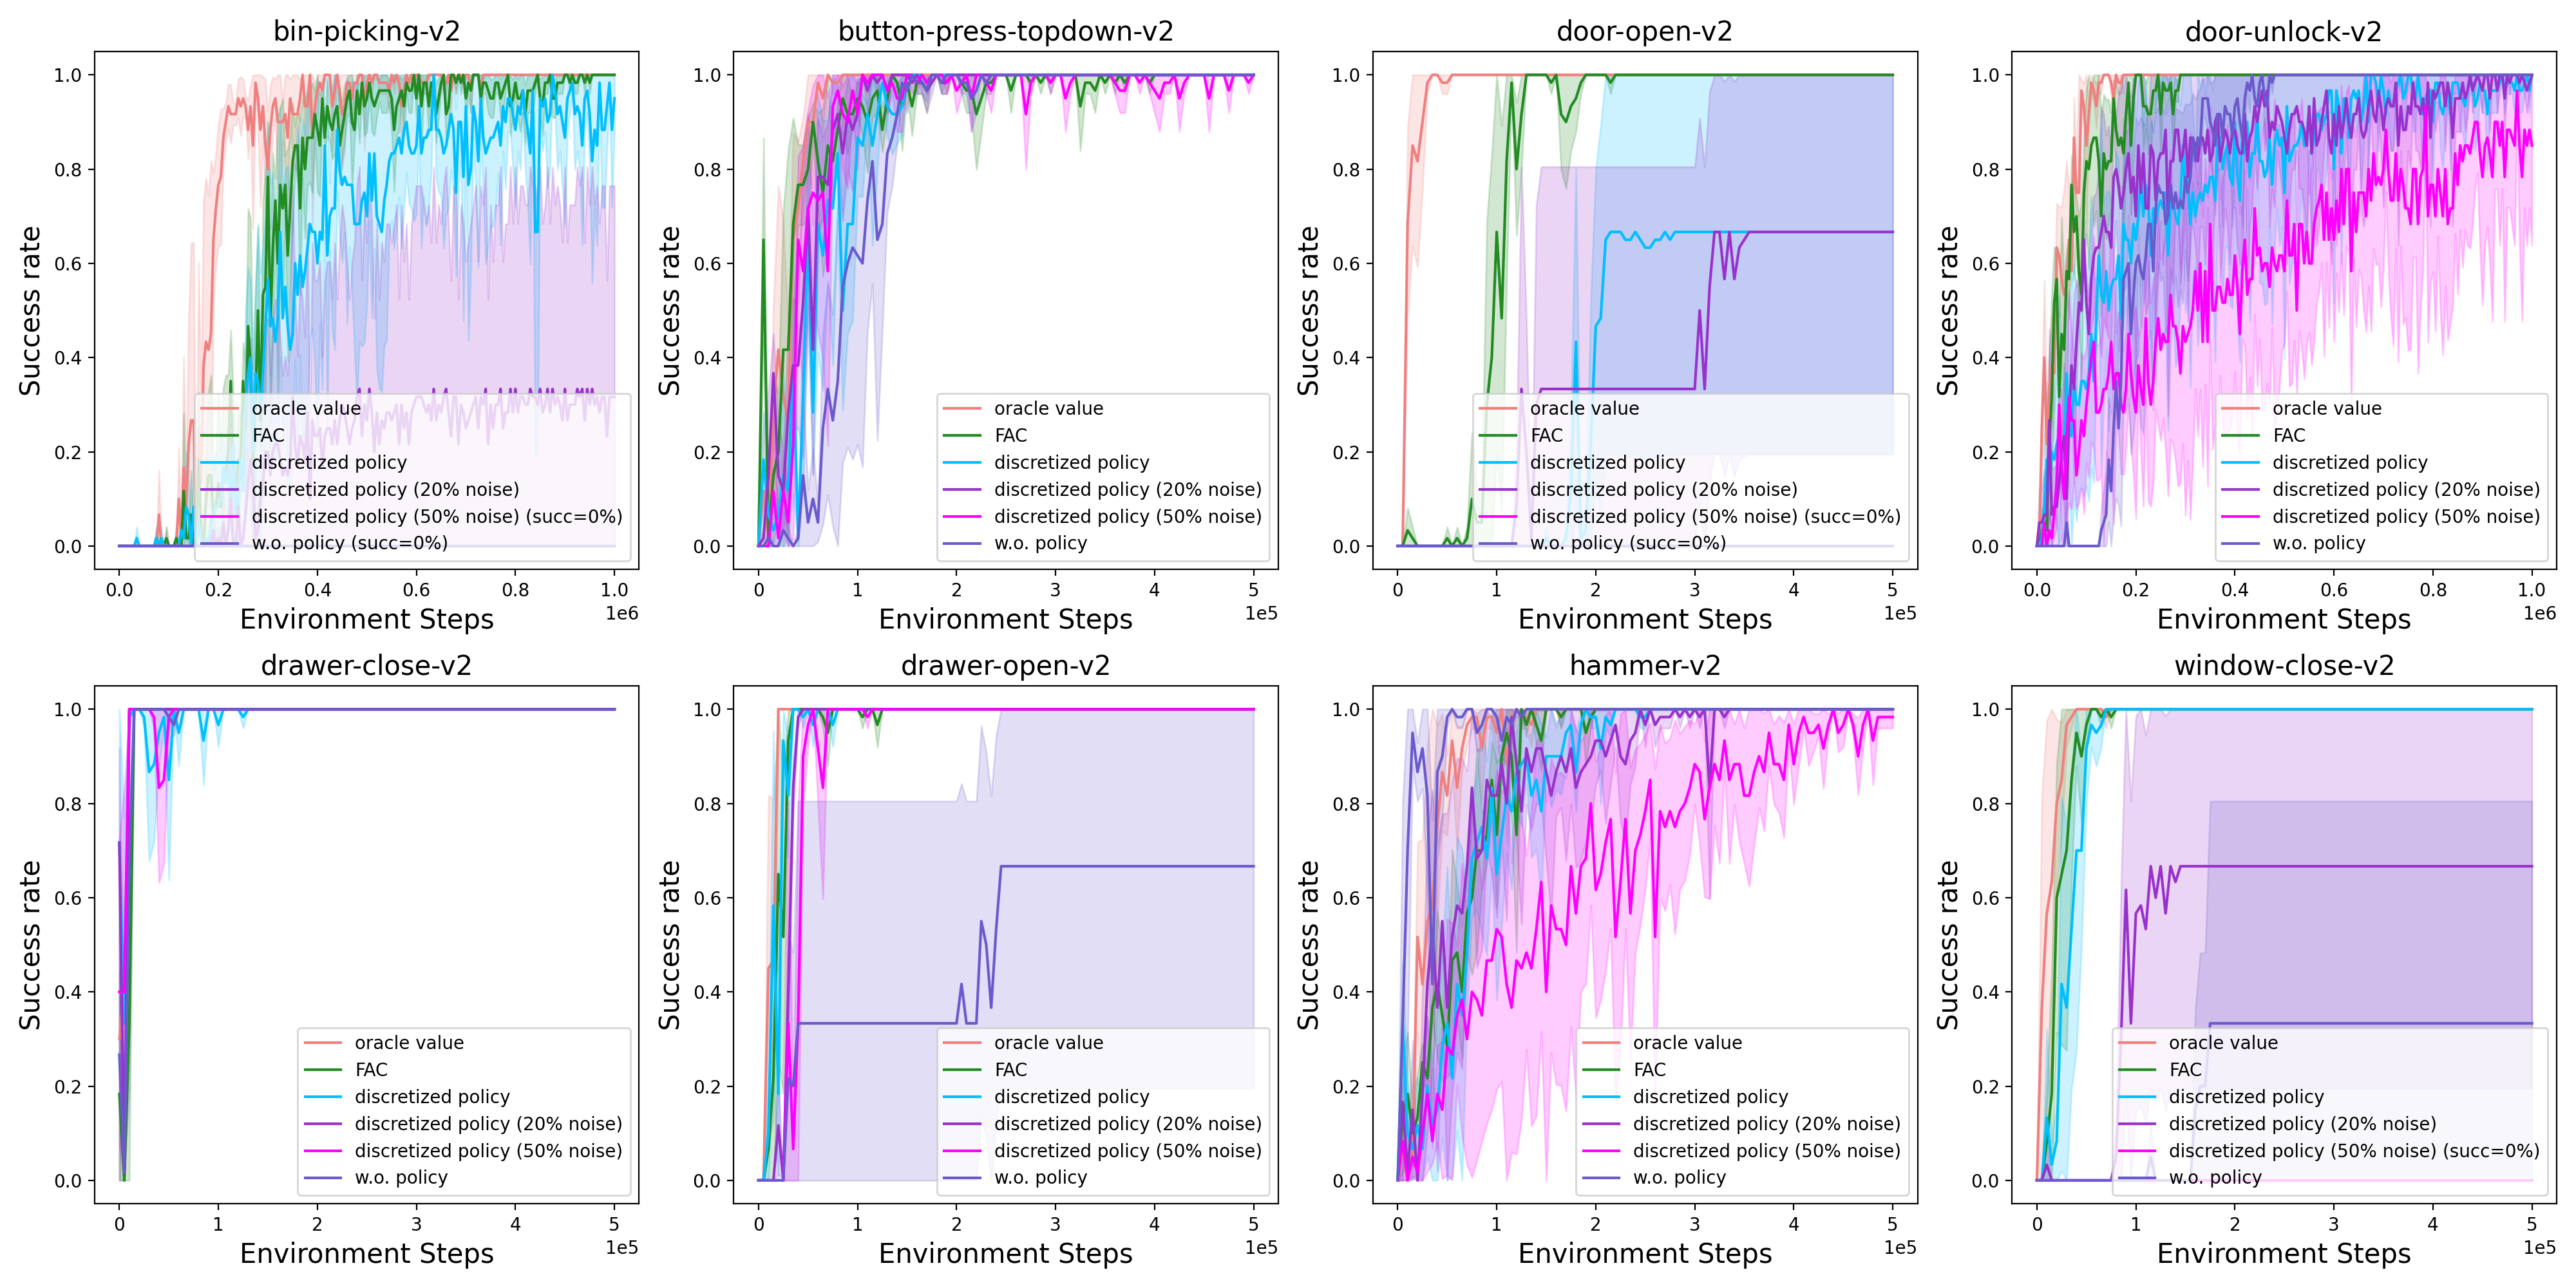 bin-picking-v2
Success rate
1.0
0.8
0.6
0.4
0.2
0.0
oracle value
FAC
discretized policy
discretized policy (20% noise)
discretized policy (50% noise) (succ=0%)
w.o. policy (succ=0%)
0.0 0.2 0.4 0.6 0.8 1.0
1e6
Environment Steps
button-press-topdown-v2
Success rate
1.0
0.8
0.6
0.4
0.2
0.0
oracle value
FAC
discretized policy
discretized policy (20% noise)
discretized policy (50% noise)
w.o. policy
0 1 2 3 4 5
1e5
Environment Steps
door-open-v2
Success rate
1.0
0.8
0.6
0.4
0.2
0.0
oracle value
FAC
discretized policy
discretized policy (20% noise)
discretized policy (50% noise) (succ=0%)
w.o. policy (succ=0%)
0 1 2 3 4 5
1e5
Environment Steps
door-unlock-v2
Success rate
1.0
0.8
0.6
0.4
0.2
0.0
oracle value
FAC
discretized policy
discretized policy (20% noise)
discretized policy (50% noise)
w.o. policy
0.0 0.2 0.4 0.6 0.8 1.0
1e6
Environment Steps
drawer-close-v2
Success rate
1.0
0.8
0.6
0.4
0.2
0.0
oracle value
FAC
discretized policy
discretized policy (20% noise)
discretized policy (50% noise)
w.o. policy
0 1 2 3 4 5
1e5
Environment Steps
drawer-open-v2
Success rate
1.0
0.8
0.6
0.4
0.2
0.0
oracle value
FAC
discretized policy
discretized policy (20% noise)
discretized policy (50% noise)
w.o. policy
0 1 2 3 4 5
1e5
Environment Steps
hammer-v2
Success rate
1.0
0.8
0.6
0.4
0.2
0.0
oracle value
FAC
discretized policy
discretized policy (20% noise)
discretized policy (50% noise)
w.o. policy
0 1 2 3 4 5
1e5
Environment Steps
window-close-v2
Success rate
1.0
0.8
0.6
0.4
0.2
0.0
oracle value
FAC
discretized policy
discretized policy (20% noise)
discretized policy (50% noise) (succ=0%)
w.o. policy
0 1 2 3 4 5
1e5
Environment Steps